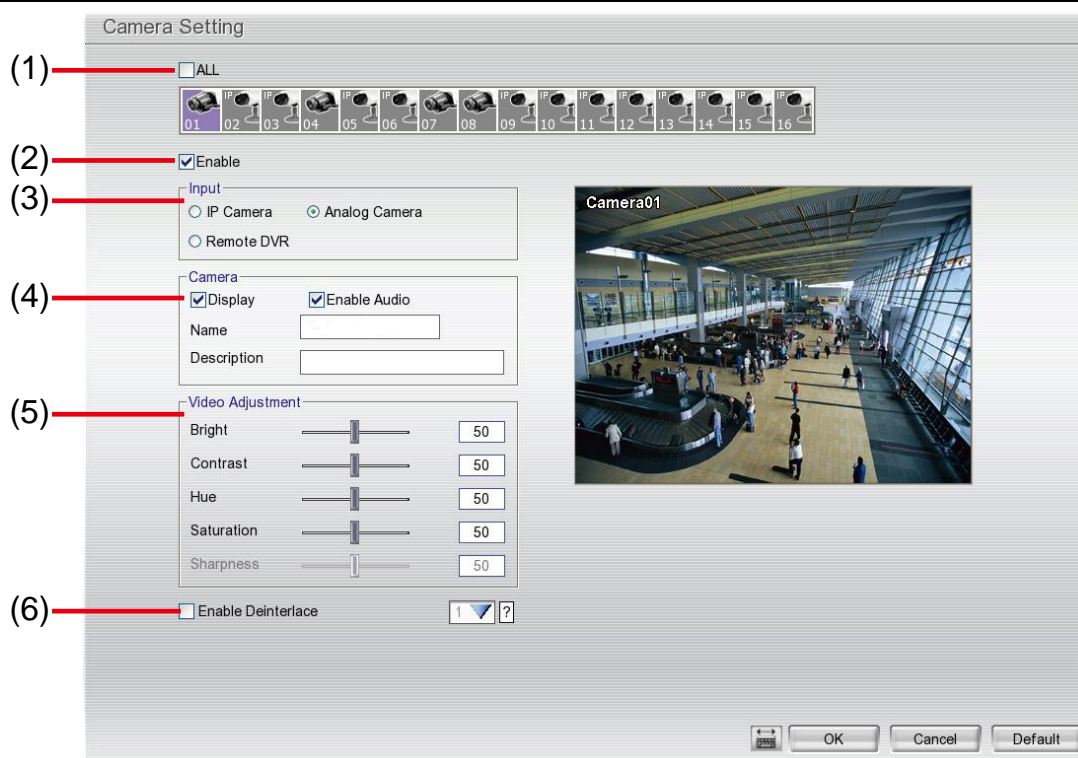 Camera Setting
(1) ALL
01 IP 02 IP 03 04 IP 05 IP 06 07 08 IP 09 IP 10 IP 11 IP 12 IP 13 IP 14 IP 15 IP 16
(2) Enable
(3) Input
IP Camera Analog Camera
Remote DVR
Camera
(4) Display Enable Audio
Name
Description
(5) Video Adjustment
Bright 50
Contrast 50
Hue 50
Saturation 50
Sharpness 50
(6) Enable Deinterlace 1 ?
Camera01
OK Cancel Default